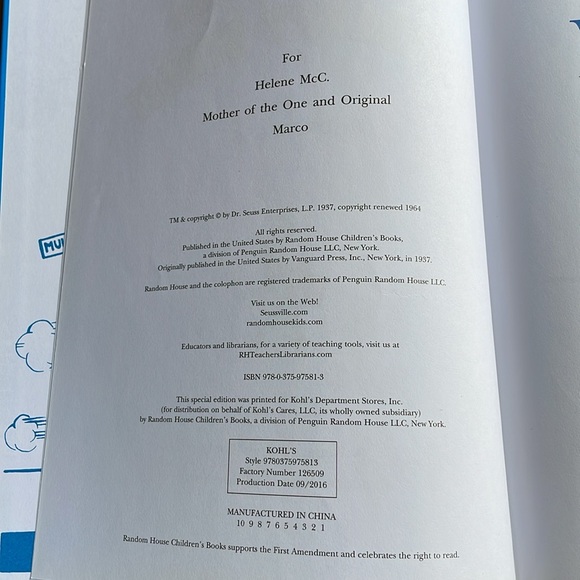 For
Helene McC.
Mother of the One and Original
Marco
TM & copyright © by Dr. Seuss Enterprises, L.P. 1937, copyright renewed 1964
All rights reserved.
Published in the United States by Random House Children's Books,
a division of Penguin Random House LLC, New York.
Originally published in the United States by Vanguard Press, Inc., New York, in 1937.
Random House and the colophon are registered trademarks of Penguin Random House LLC.
Visit us on the Web!
Seussville.com
randomhousekids.com
Educators and librarians, for a variety of teaching tools, visit us at
RHTeachersLibrarians.com
ISBN 978-0-375-97581-3
This special edition was printed for Kohl's Department Stores, Inc.
(for distribution on behalf of Kohl's Cares, LLC, its wholly owned subsidiary)
by Random House Children's Books, a division of Penguin Random House LLC, New York.
KOHL'S
Style 9780375975813
Factory Number 126509
Production Date 09/2016
MANUFACTURED IN CHINA
10 9 8 7 6 5 4 3 2 1
Random House Children's Books supports the First Amendment and celebrates the right to read.